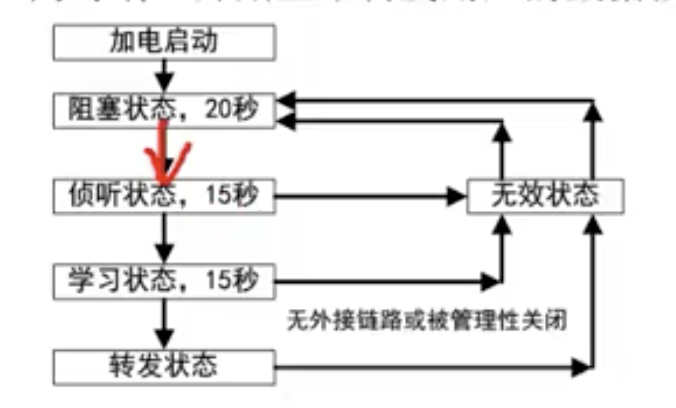 加电启动
阻塞状态，20秒
侦听状态，15秒
无效状态
学习状态，15秒
无外接链路或被管理性关闭
转发状态